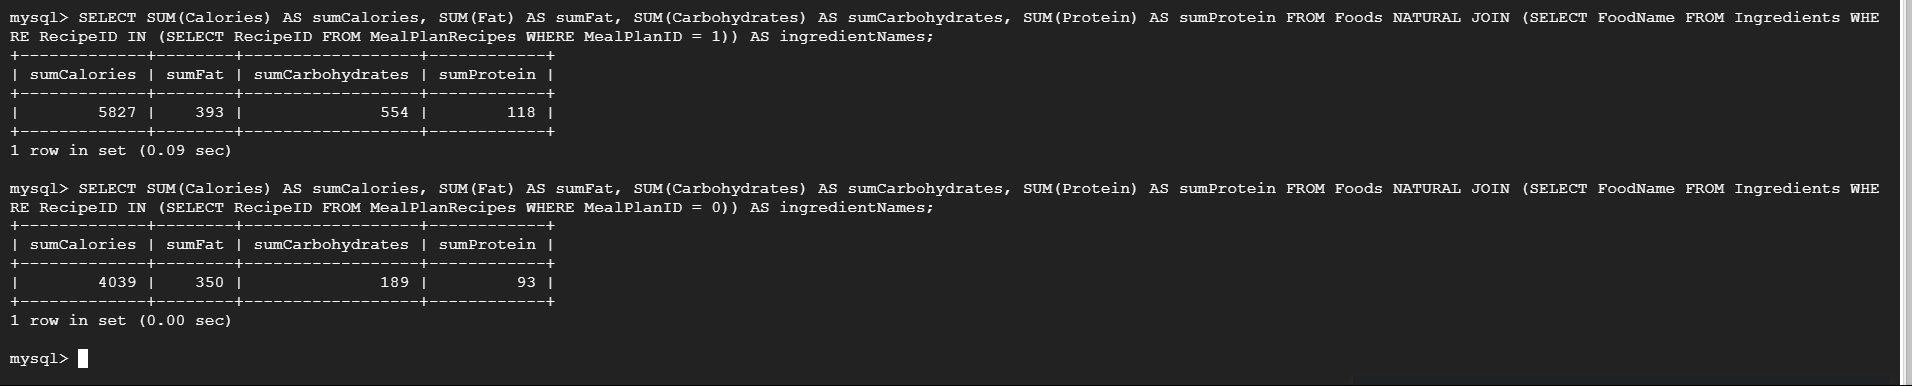 mysql> SELECT SUM(Calories) AS sumCalories, SUM(Fat) AS sumFat, SUM(Carbohydrates) AS sumCarbohydrates, SUM(Protein) AS sumProtein FROM Foods NATURAL JOIN (SELECT FoodName FROM Ingredients WHE
RE RecipeID IN (SELECT RecipeID FROM MealPlanRecipes WHERE MealPlanID = 1)) AS ingredientNames;
+-------------+--------+------------------+------------+
| sumCalories | sumFat | sumCarbohydrates | sumProtein |
+-------------+--------+------------------+------------+
|        5827 |    393 |              554 |        118 |
+-------------+--------+------------------+------------+
1 row in set (0.09 sec)
mysql> SELECT SUM(Calories) AS sumCalories, SUM(Fat) AS sumFat, SUM(Carbohydrates) AS sumCarbohydrates, SUM(Protein) AS sumProtein FROM Foods NATURAL JOIN (SELECT FoodName FROM Ingredients WHE
RE RecipeID IN (SELECT RecipeID FROM MealPlanRecipes WHERE MealPlanID = 0)) AS ingredientNames;
+-------------+--------+------------------+------------+
| sumCalories | sumFat | sumCarbohydrates | sumProtein |
+-------------+--------+------------------+------------+
|        4039 |    350 |              189 |         93 |
+-------------+--------+------------------+------------+
1 row in set (0.00 sec)
mysql>